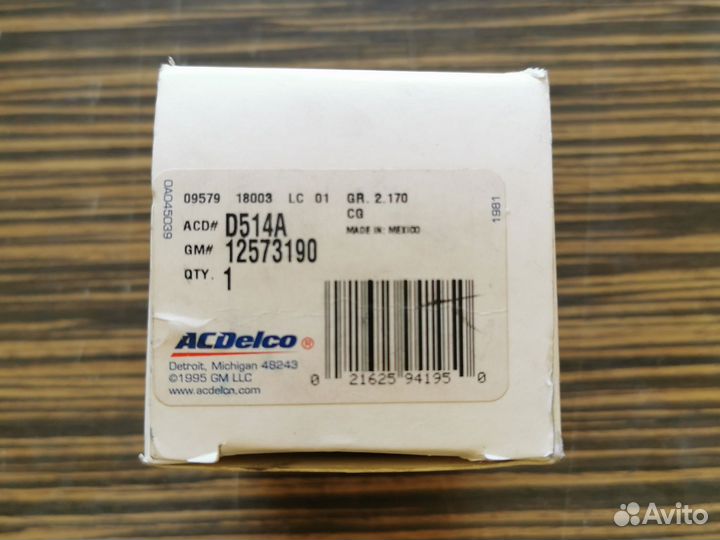 09579 18003 LC 01 GR. 2.170
CG
ACD# D514A
MADE IN: MEXICO
GM# 12573190
QTY. 1
0A045039
1981
ACDelco®
Detroit, Michigan 48243
©1995 GM LLC
www.acdelco.com
0 21625 94195 0
Avito